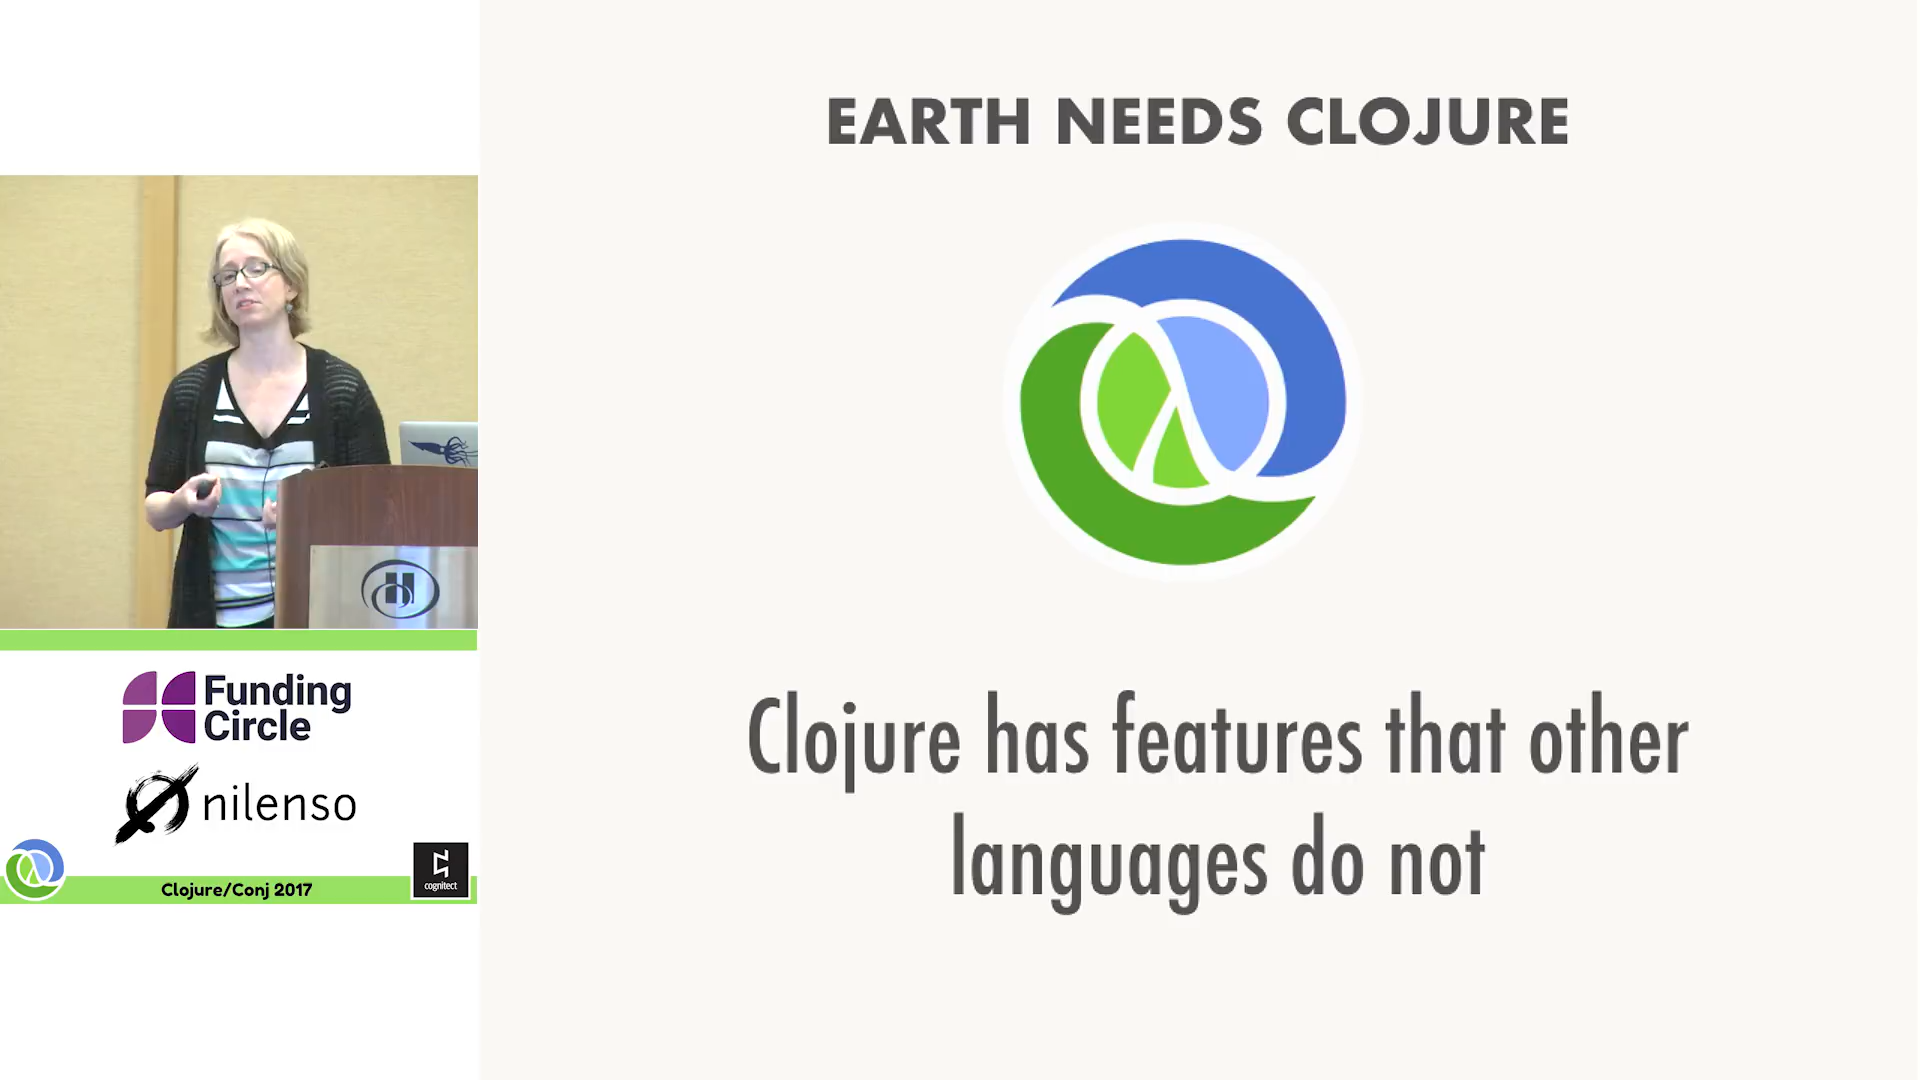 EARTH NEEDS CLOJURE
Clojure has features that other
languages do not
Funding
Circle
nilenso
Clojure/Conj 2017
cognitect